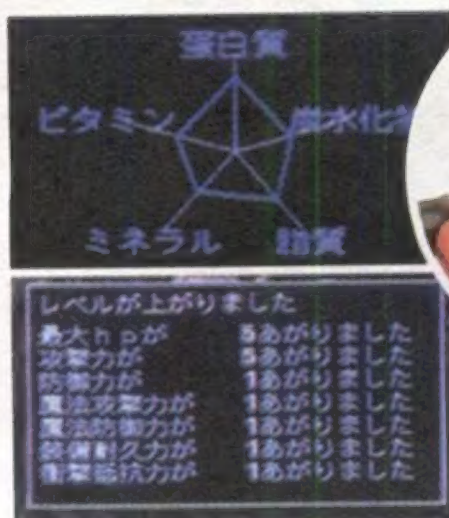 蛋白質
ビタミン
炭水化
ミネラル
脂質
レベルが上がりました
最大hpが 5あがりました
攻撃力が 5あがりました
防御力が 1あがりました
魔法攻撃力が 1あがりました
魔法防御力が 1あがりました
装備耐久力が 1あがりました
衝撃抵抗力が 1あがりました